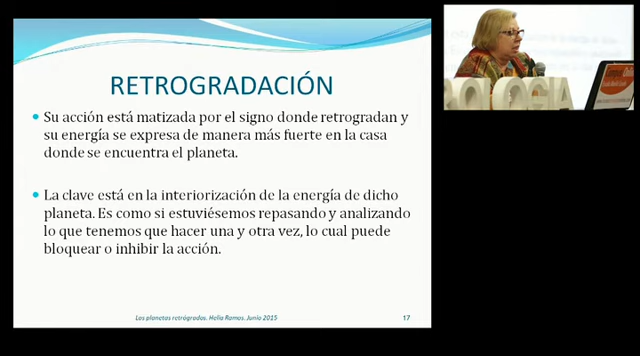 RETROGRADACIÓN
Su acción está matizada por el signo donde retrogradan y
su energía se expresa de manera más fuerte en la casa
donde se encuentra el planeta.
La clave está en la interiorización de la energía de dicho
planeta. Es como si estuviésemos repasando y analizando
lo que tenemos que hacer una y otra vez, lo cual puede
bloquear o inhibir la acción.
Los planetas retrógrados. Helia Ramos. Junio 2015
17
OLOGIA